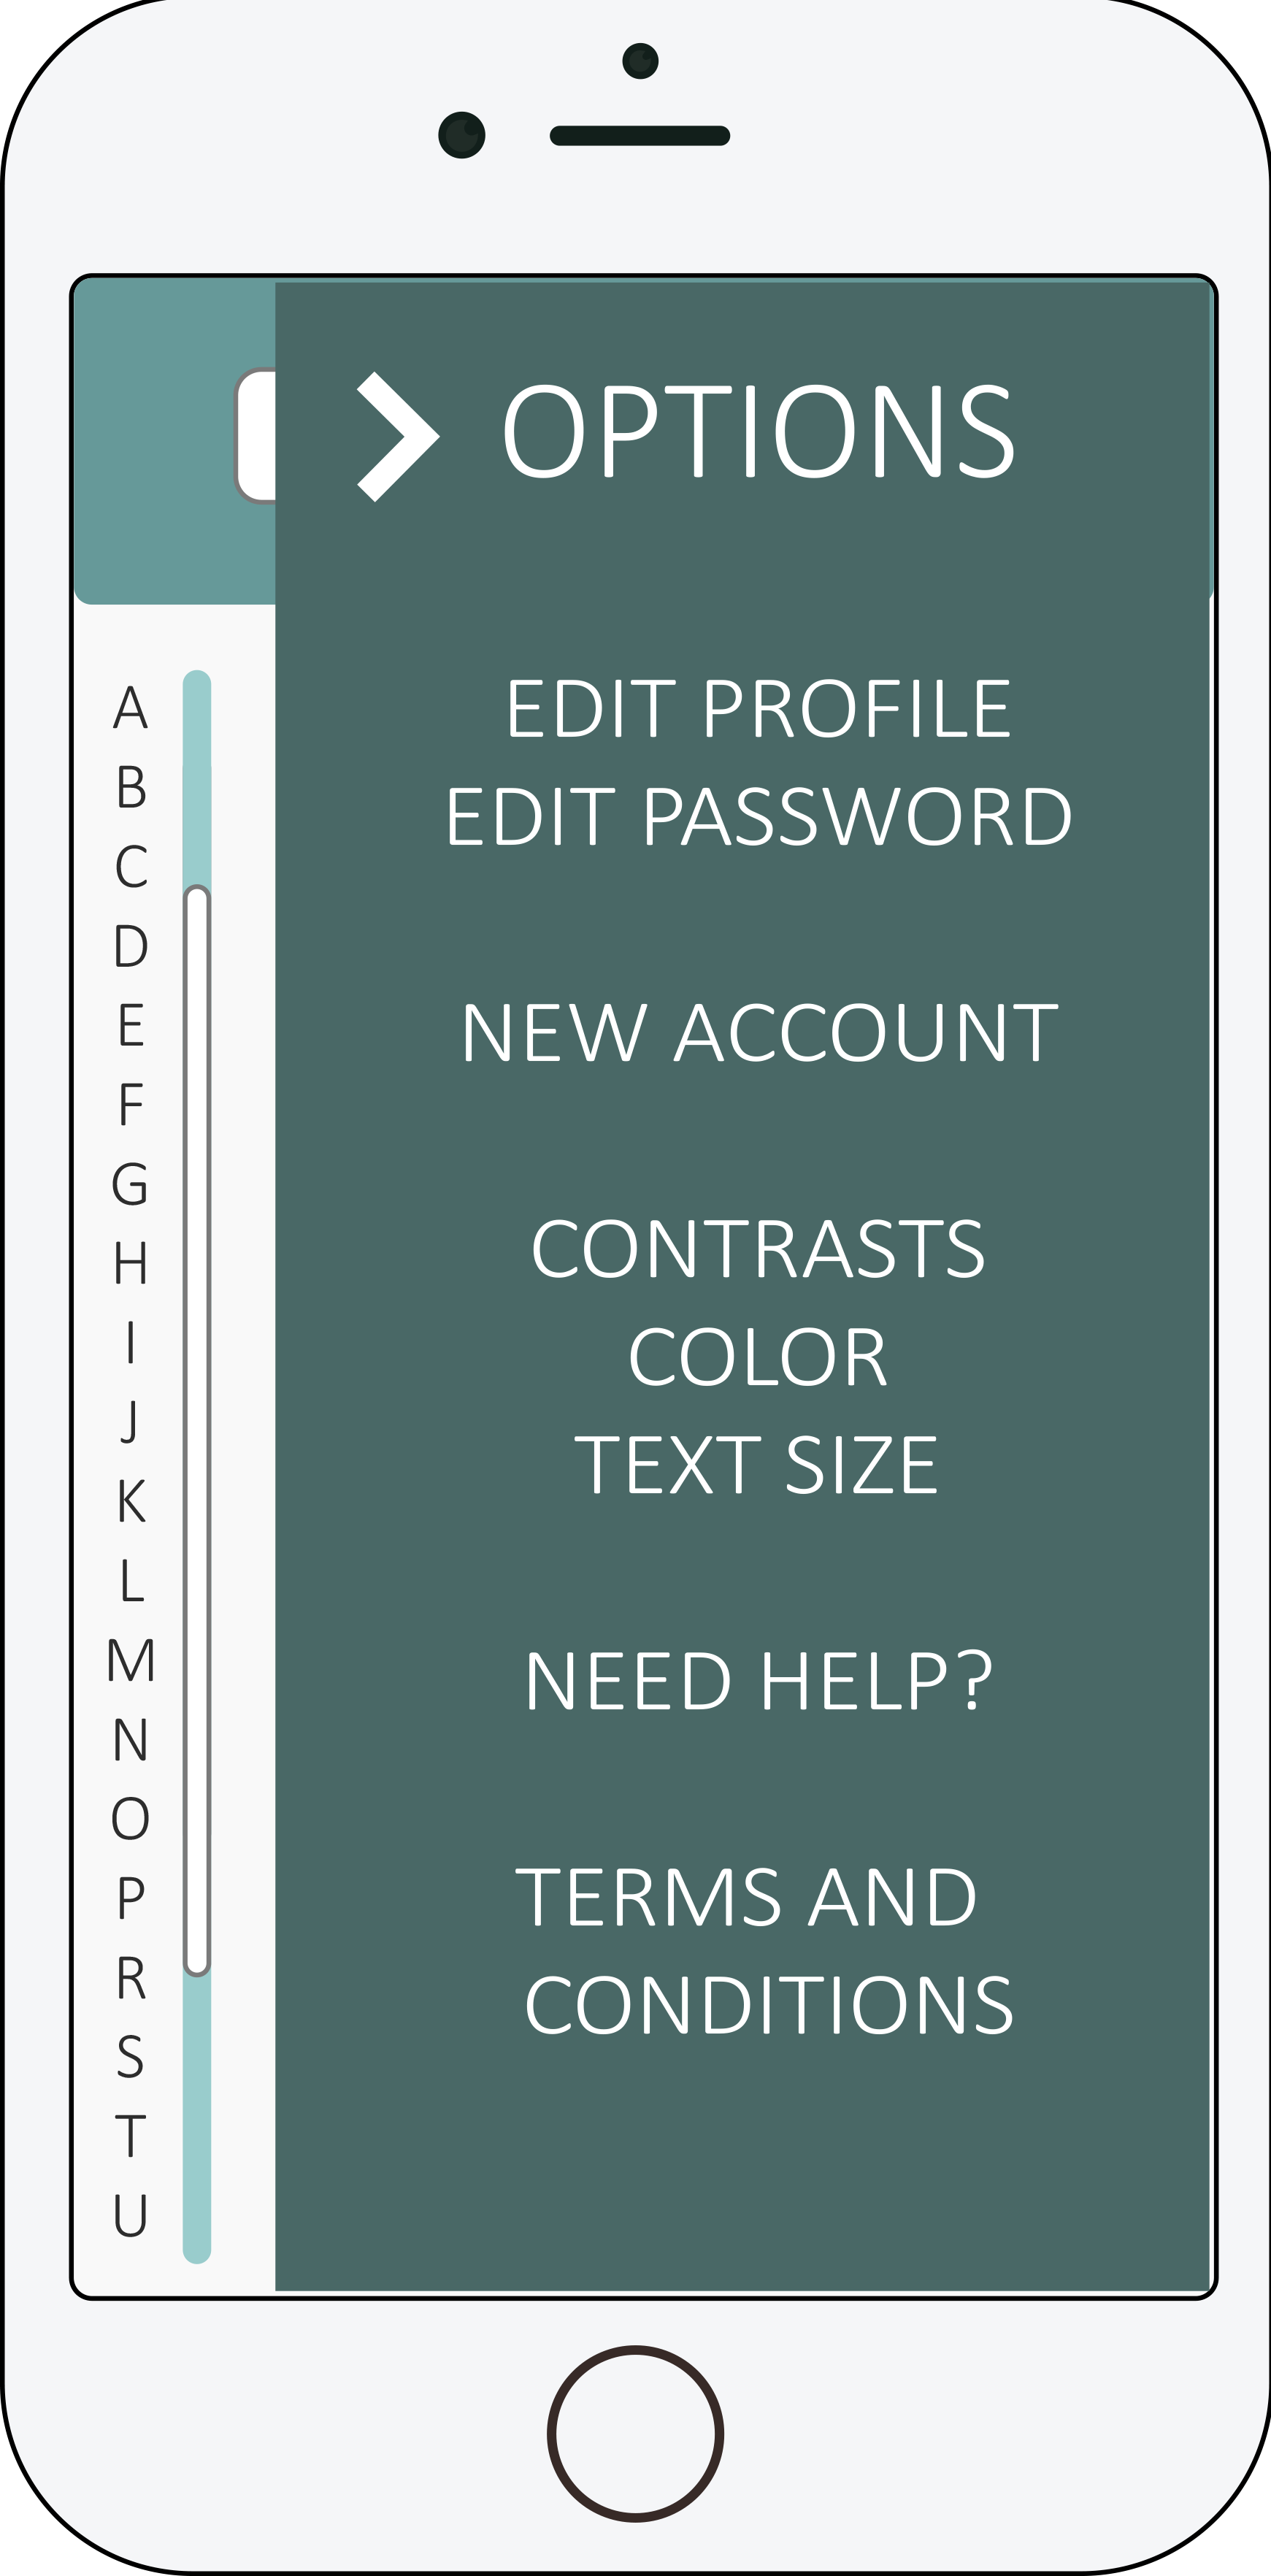 OPTIONS
A
B
C
D
E
F
G
H
I
J
K
L
M
N
O
P
R
S
T
U
EDIT PROFILE
EDIT PASSWORD
NEW ACCOUNT
CONTRASTS
COLOR
TEXT SIZE
NEED HELP?
TERMS AND
CONDITIONS